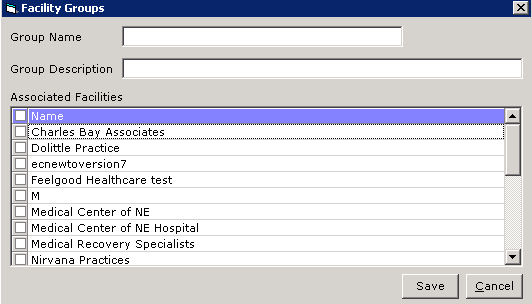 Facility Groups
Group Name
Group Description
Associated Facilities
Name
Charles Bay Associates
Dolittle Practice
ecnewtoversion7
Feelgood Healthcare test
M
Medical Center of NE
Medical Center of NE Hospital
Medical Recovery Specialists
Nirvana Practices
Save Cancel